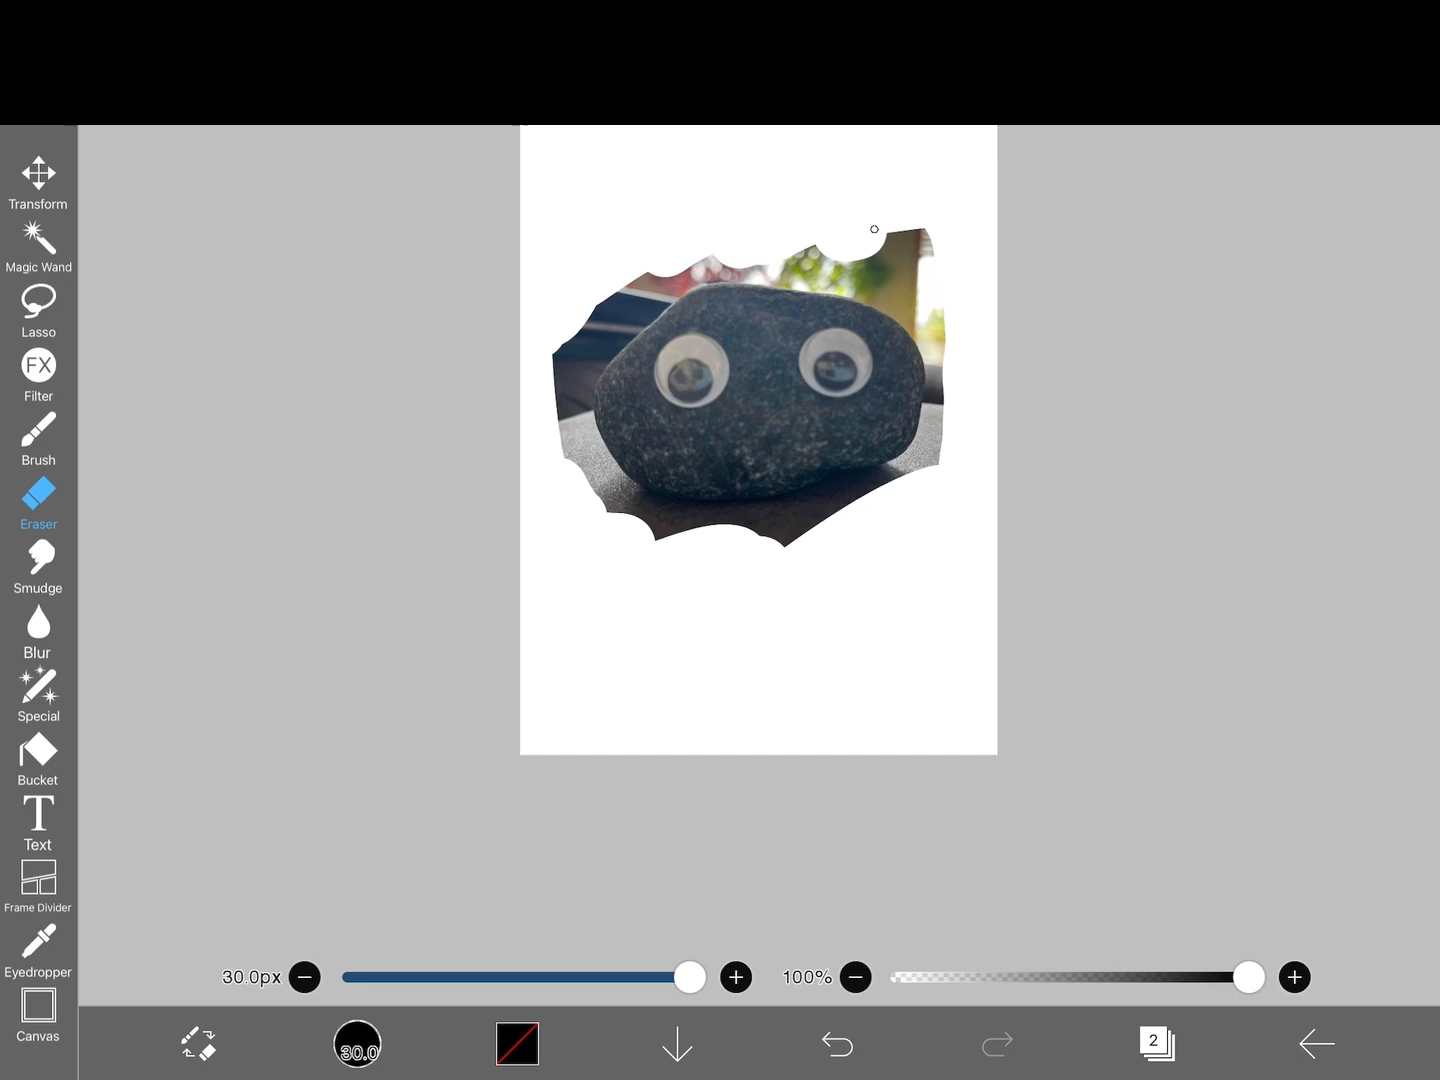 Transform
Magic Wand
Lasso
FX
Filter
Brush
Eraser
Smudge
Blur
Special
Bucket
T
Text
Frame Divider
Eyedropper
Canvas
30.0px
100%
30.0
2